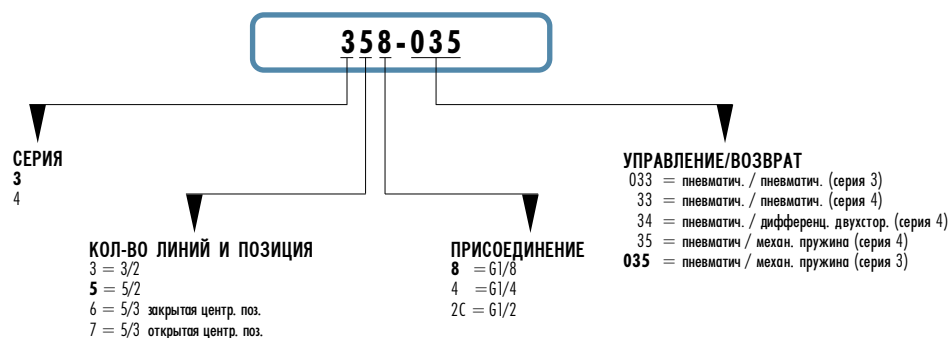 358-035
СЕРИЯ
3
4
КОЛ-ВО ЛИНИЙ И ПОЗИЦИЯ
3 = 3/2
5 = 5/2
6 = 5/3 закрытая центр. поз.
7 = 5/3 открытая центр. поз.
ПРИСОЕДИНЕНИЕ
8 = G1/8
4 = G1/4
2C = G1/2
УПРАВЛЕНИЕ/ВОЗВРАТ
033 = пневматич. / пневматич. (серия 3)
33 = пневматич. / пневматич. (серия 4)
34 = пневматич. / дифференц. двухстор. (серия 4)
35 = пневматич / механ. пружина (серия 4)
035 = пневматич / механ. пружина (серия 3)